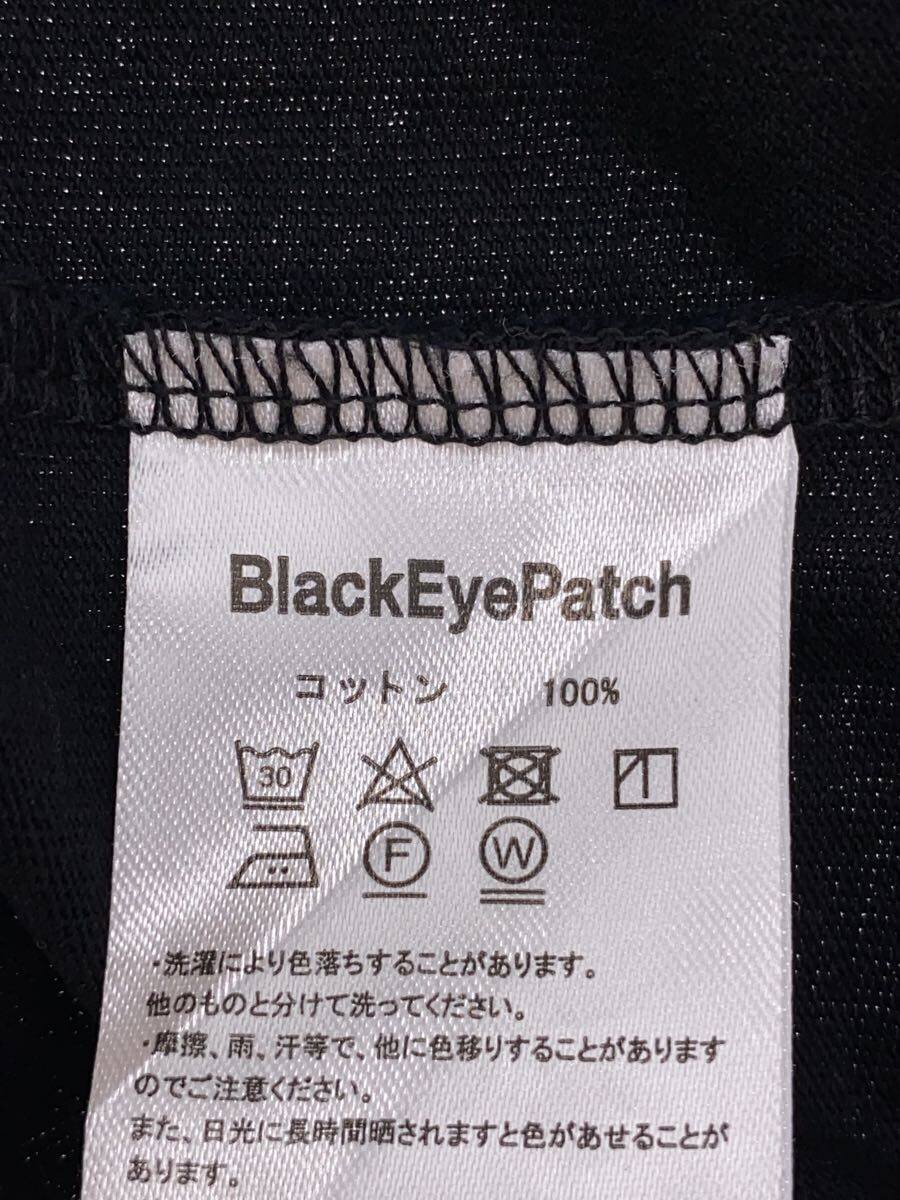 BlackEyePatch
コットン 100%
30
F W
・洗濯により色落ちすることがあります。
他のものと分けて洗ってください。
・摩擦、雨、汗等で、他に色移りすることがあります
のでご注意ください。
また、日光に長時間晒されますと色があせることが
あります。